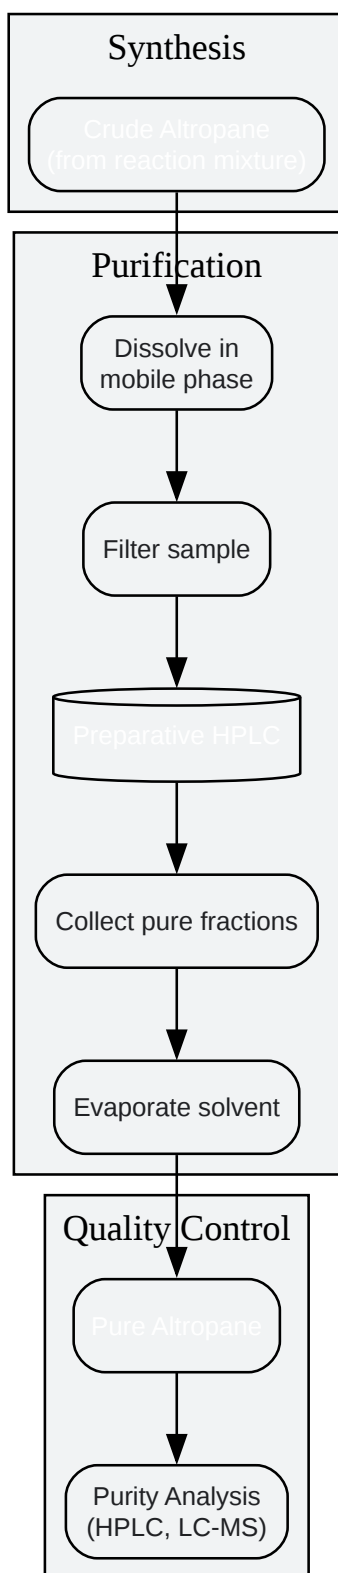 Synthesis
Crude Altropane
(from reaction mixture)
Purification
Dissolve in
mobile phase
Filter sample
Preparative HPLC
Collect pure fractions
Evaporate solvent
Quality Control
Pure Altropane
Purity Analysis
(HPLC, LC-MS)